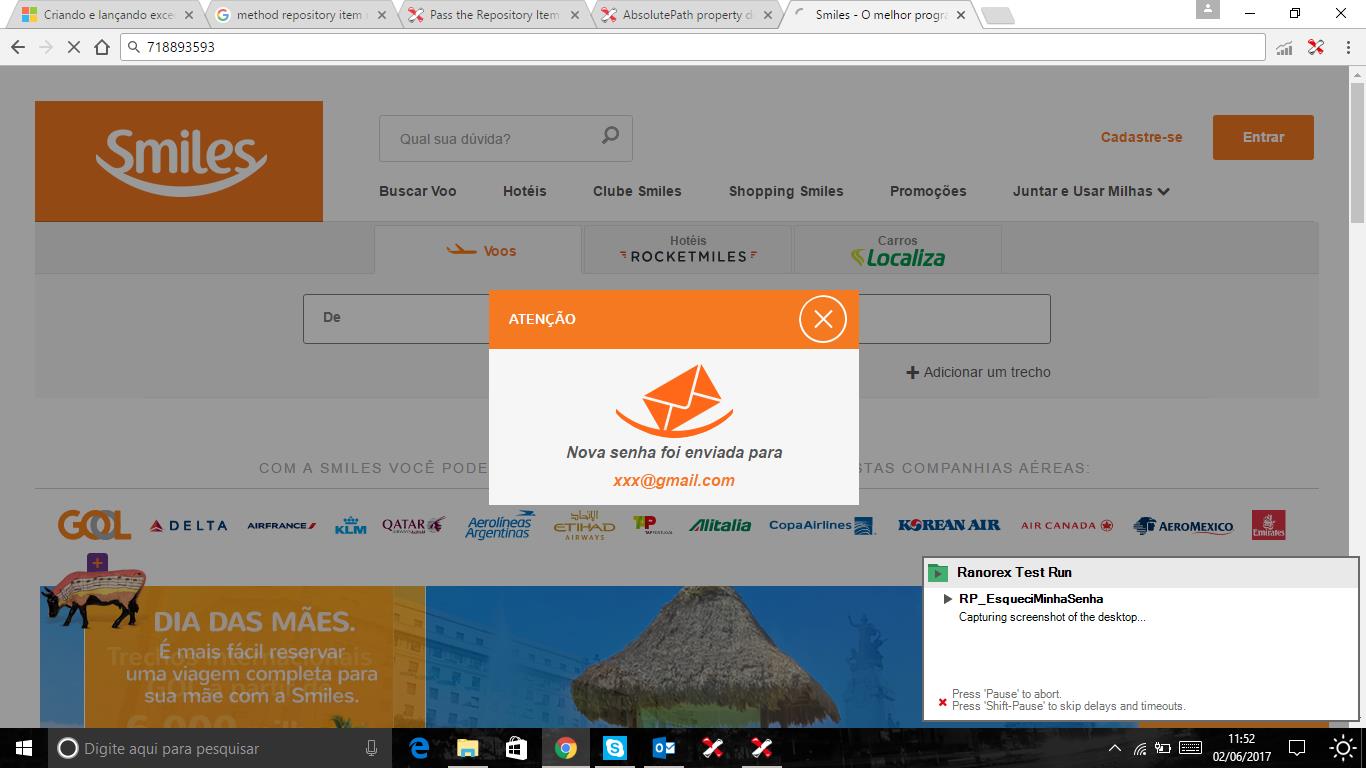 Criando e lançando exce
method repository item
Pass the Repository Item
AbsolutePath property d
Smiles - O melhor progra
718893593
Smiles
Qual sua dúvida?
Cadastre-se
Entrar
Buscar Voo
Hotéis
Clube Smiles
Shopping Smiles
Promoções
Juntar e Usar Milhas
Voos
Hotéis
ROCKETMILES
Carros
Localiza
De
ATENÇÃO
Nova senha foi enviada para
xxx@gmail.com
+ Adicionar um trecho
COM A SMILES VOCÊ PODE
STAS COMPANHIAS AÉREAS:
GOL
DELTA
AIRFRANCE
KLM
QATAR
Aerolíneas Argentinas
ETIHAD AIRWAYS
TAP
Alitalia
CopaAirlines
KOREAN AIR
AIR CANADA
AEROMEXICO
Emirates
DIA DAS MÃES.
É mais fácil reservar
uma viagem completa para
sua mãe com a Smiles.
Ranorex Test Run
RP_EsqueciMinhaSenha
Capturing screenshot of the desktop...
Press 'Pause' to abort.
Press 'Shift-Pause' to skip delays and timeouts.
Digite aqui para pesquisar
11:52
02/06/2017